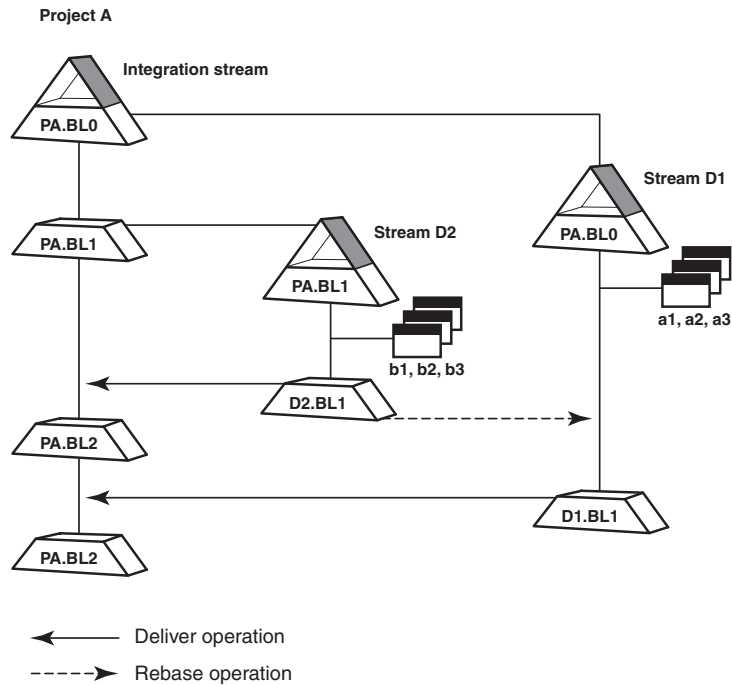 Project A
Integration stream
PA.BL0
Stream D1
PA.BL0
PA.BL1
Stream D2
PA.BL1
a1, a2, a3
b1, b2, b3
D2.BL1
PA.BL2
D1.BL1
PA.BL2
Deliver operation
Rebase operation